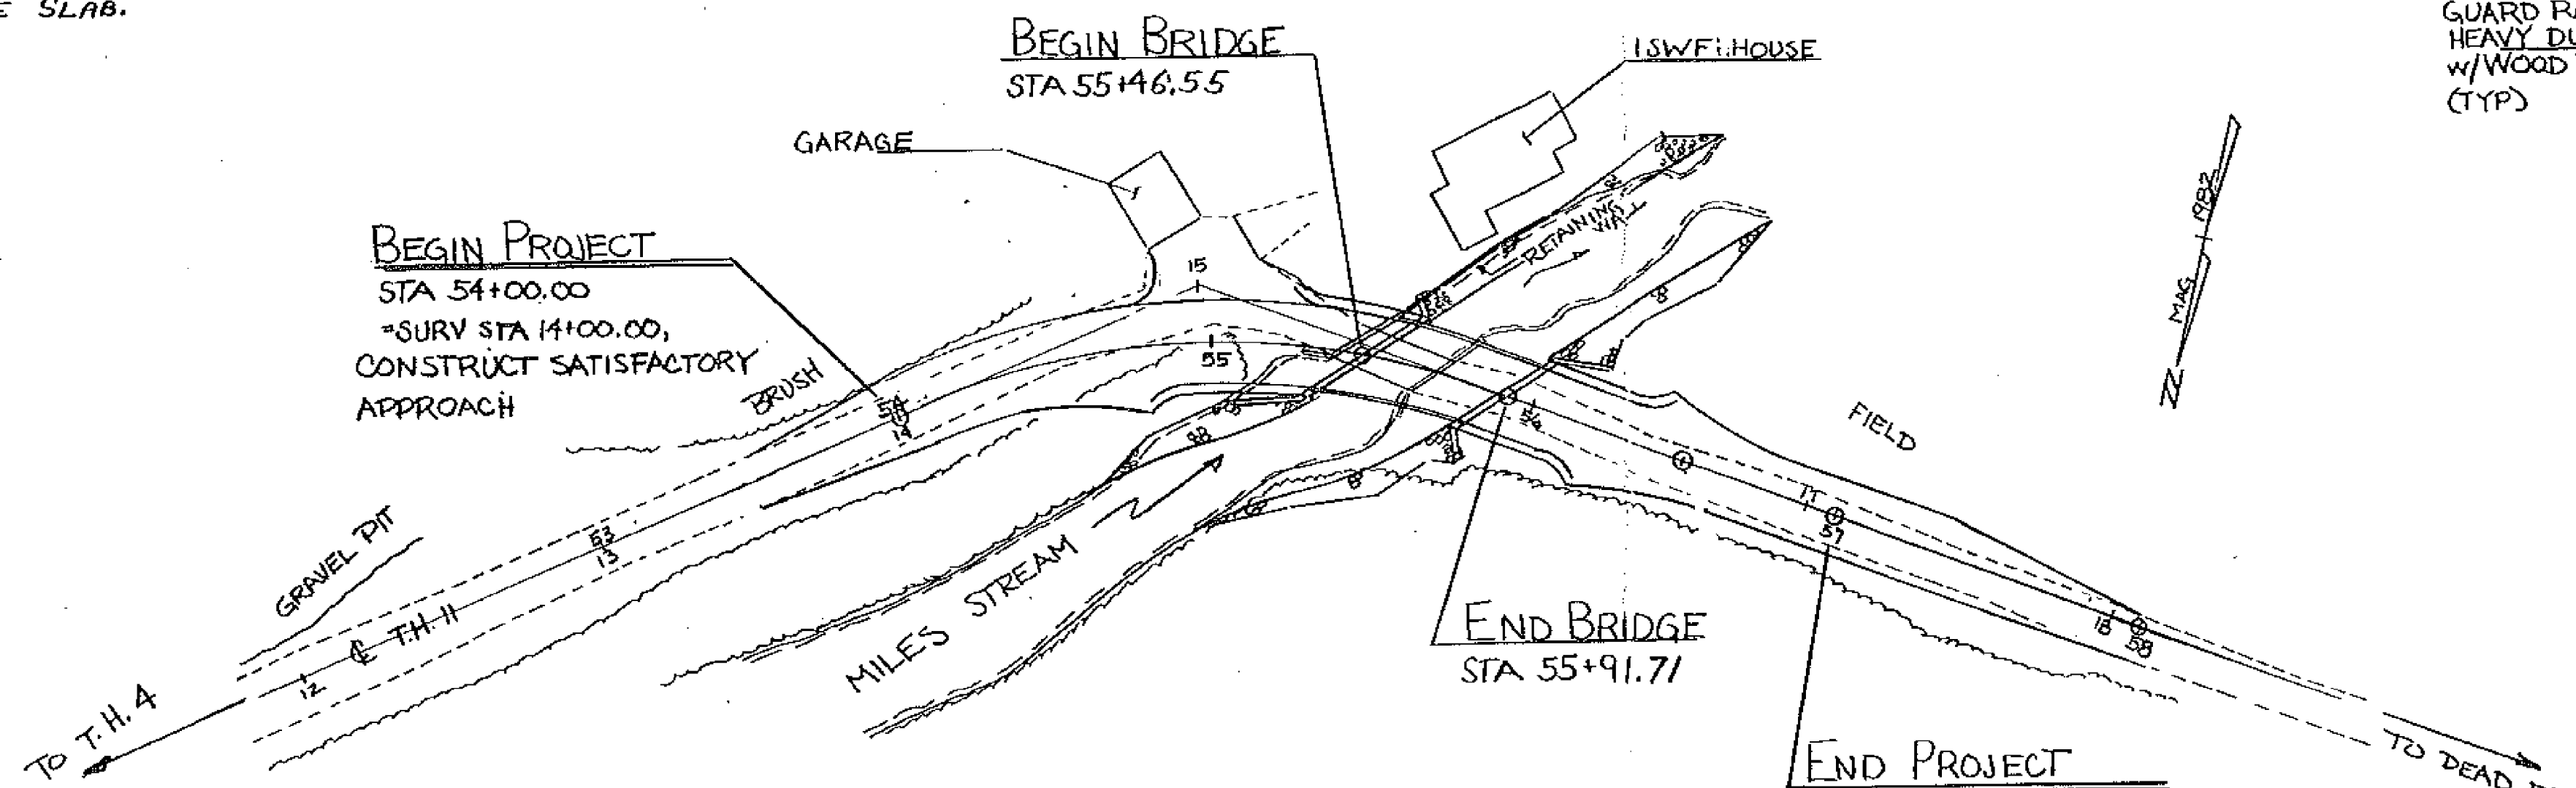 SLAB.
BEGIN BRIDGE
STA 55+46.55
1SWFr.HOUSE
GUARD
HEAVY
W/WOOD
(TYP)
GARAGE
BEGIN PROJECT
STA 54+00.00
=SURV STA 14+00.00,
CONSTRUCT SATISFACTORY
APPROACH
BRUSH
RETAINING
WALL
1982
MAG
N
15
55
54
14
56
FIELD
17
57
53
13
GRAVEL PIT
℄ T.H. 11
12
MILES STREAM
18
58
END BRIDGE
STA 55+91.71
TO T.H. 4
END PROJECT
TO DEAD